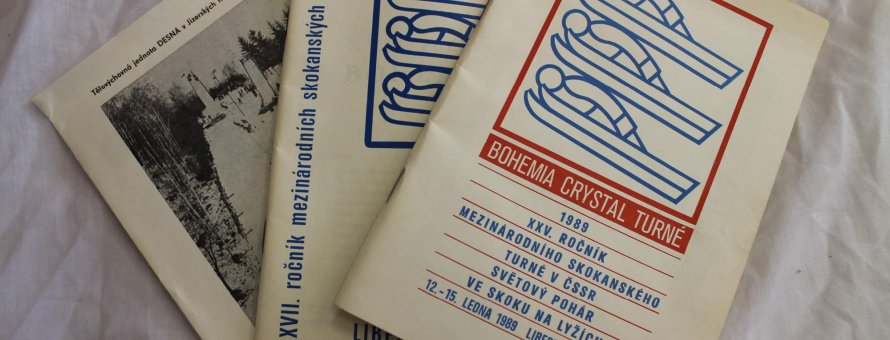 Tělovýchovná jednota DESNÁ v Jizerských
XVII. ročník mezinárodních skokanských
BOHEMIA CRYSTAL TURNÉ
1989
XXV. ROČNÍK
MEZINÁRODNÍHO SKOKANSKÉHO
TURNÉ V ČSSR
SVĚTOVÝ POHÁR
VE SKOKU NA LYŽÍCH
12.-15. LEDNA 1989